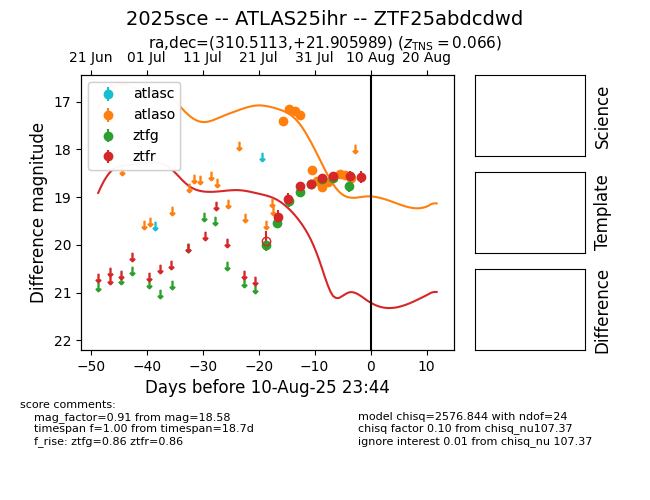 2025sce -- ATLAS25ihr -- ZTF25abdcdwd
ra,dec=(310.5113,+21.905989) (zTNS = 0.066)
21 Jun 01 Jul 11 Jul 21 Jul 31 Jul 10 Aug 20 Aug
atlasc
atlaso
ztfg
ztfr
17
18
19
20
21
22
Difference magnitude
−50 −40 −30 −20 −10 0 10
Days before 10-Aug-25 23:44
Science
Template
Difference
score comments:
mag_factor=0.91 from mag=18.58
timespan f=1.00 from timespan=18.7d
f_rise: ztfg=0.86 ztfr=0.86
model chisq=2576.844 with ndof=24
chisq factor 0.10 from chisq_nu107.37
ignore interest 0.01 from chisq_nu 107.37